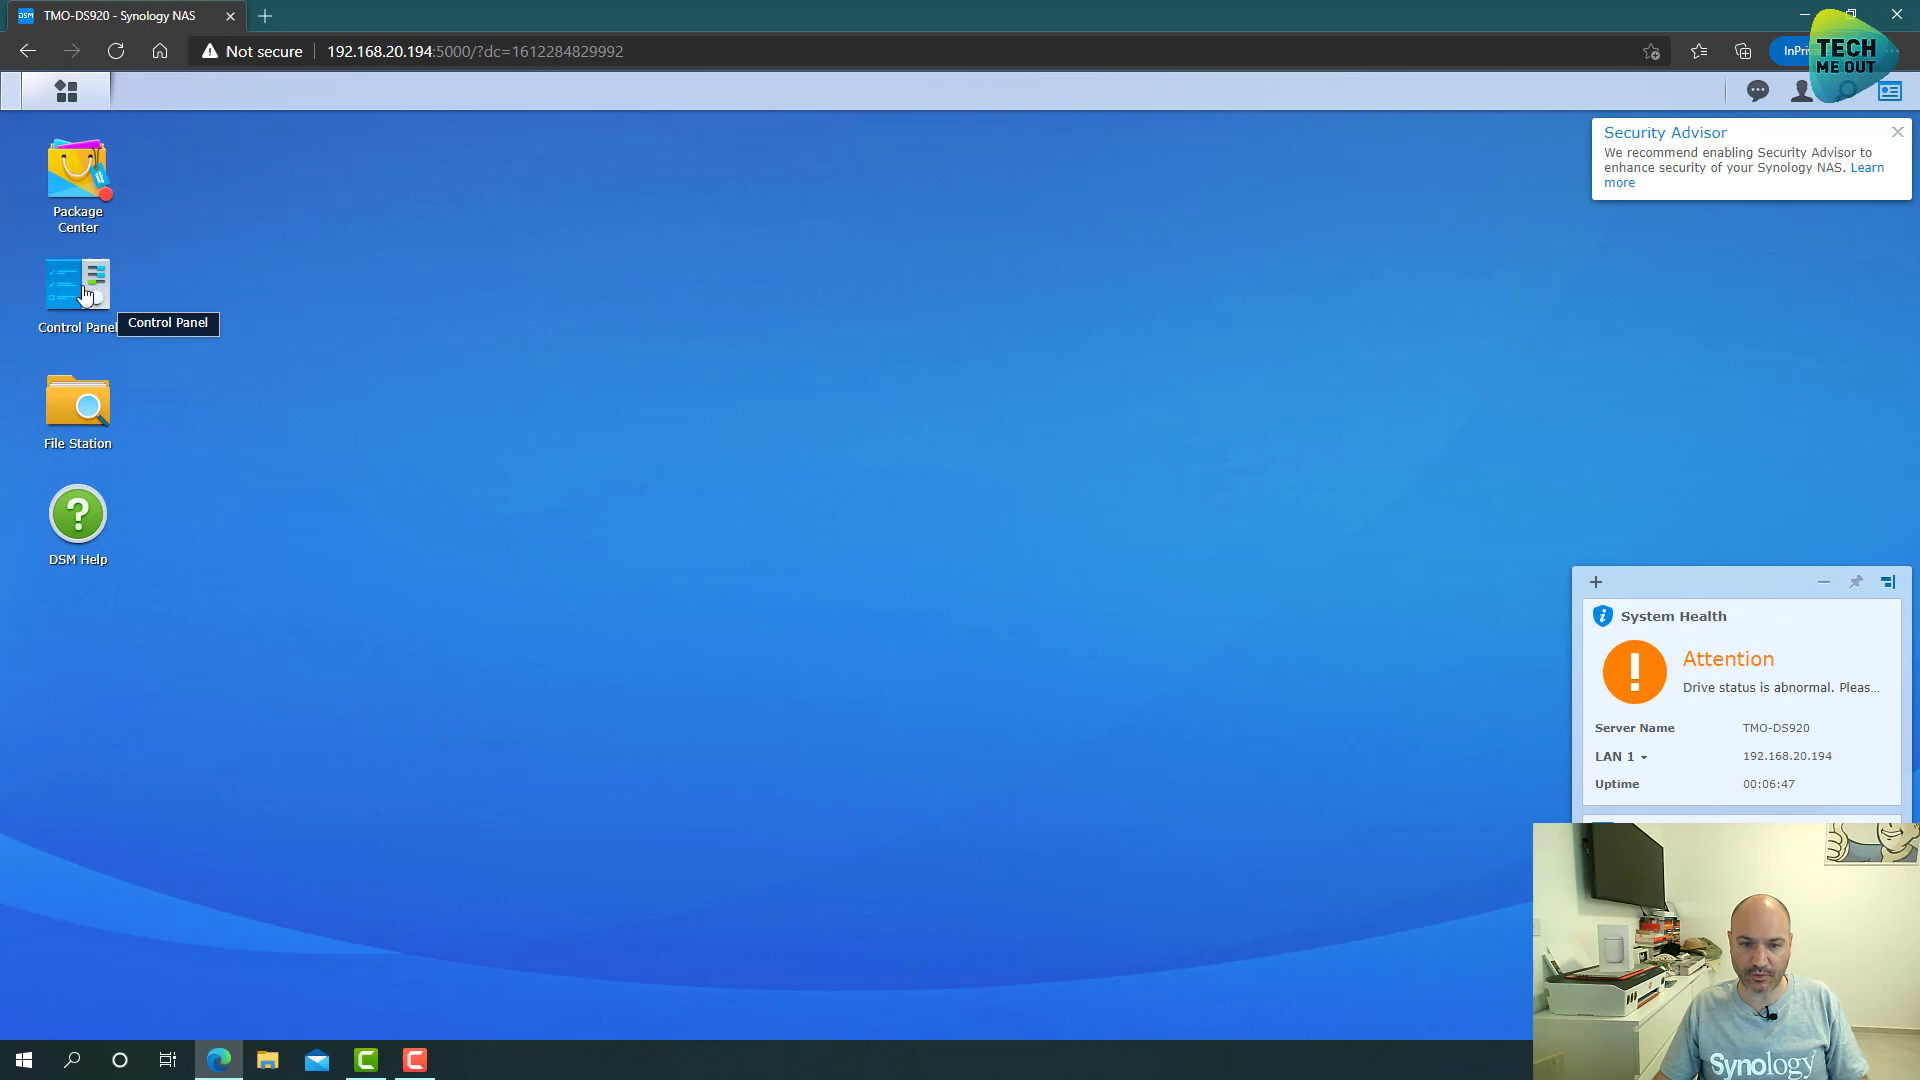 TMO-DS920 - Synology NAS
Not secure
192.168.20.194:5000/?dc=1612284829992
TECH
ME OUT
Security Advisor
We recommend enabling Security Advisor to
enhance security of your Synology NAS. Learn
more
Package
Center
Control Panel
Control Panel
File Station
DSM Help
System Health
Attention
Drive status is abnormal. Pleas...
Server Name TMO-DS920
LAN 1 192.168.20.194
Uptime 00:06:47
Synology